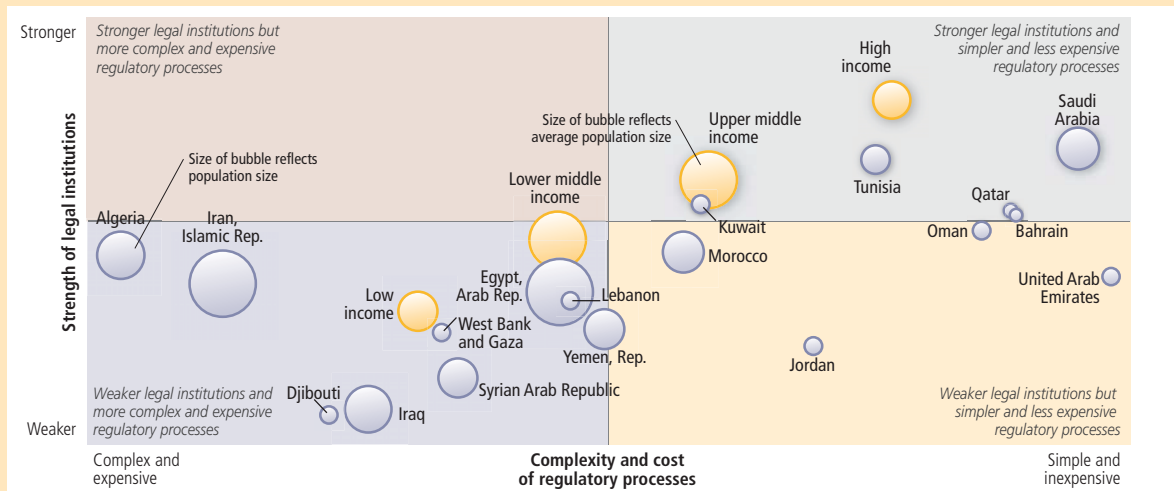 Stronger
Stronger legal institutions but
more complex and expensive
regulatory processes
Stronger legal institutions and
simpler and less expensive
regulatory processes
High
income
Saudi
Arabia
Size of bubble reflects
average population size
Upper middle
income
Size of bubble reflects
population size
Tunisia
Lower middle
income
Qatar
Algeria
Iran,
Islamic Rep.
Kuwait
Oman
Bahrain
Morocco
Egypt,
Arab Rep.
Lebanon
United Arab
Emirates
Low
income
West Bank
and Gaza
Yemen, Rep.
Jordan
Syrian Arab Republic
Djibouti
Iraq
Weaker legal institutions and
more complex and expensive
regulatory processes
Weaker legal institutions but
simpler and less expensive
regulatory processes
Weaker
Strength of legal institutions
Complex and
expensive
Complexity and cost
of regulatory processes
Simple and
inexpensive